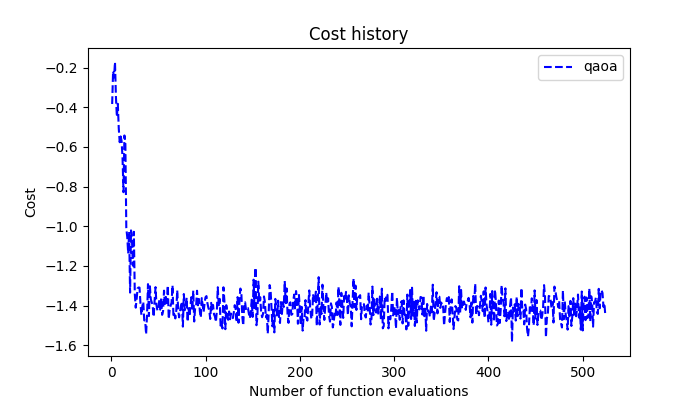 Cost history
qaoa
Cost
−0.2
−0.4
−0.6
−0.8
−1.0
−1.2
−1.4
−1.6
0 100 200 300 400 500
Number of function evaluations